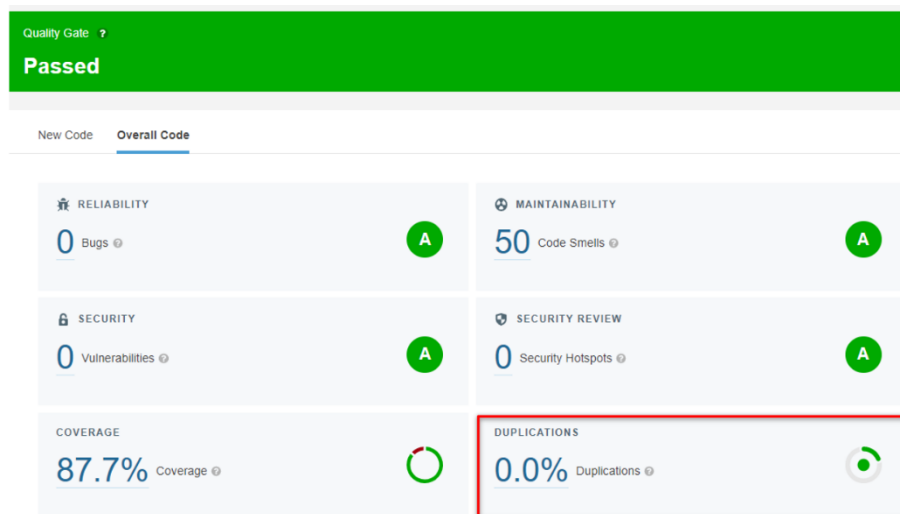 Quality Gate ?
Passed
New Code Overall Code
RELIABILITY
0 Bugs ?
A
MAINTAINABILITY
50 Code Smells ?
A
SECURITY
0 Vulnerabilities ?
A
SECURITY REVIEW
0 Security Hotspots ?
A
COVERAGE
87.7% Coverage ?
DUPLICATIONS
0.0% Duplications ?